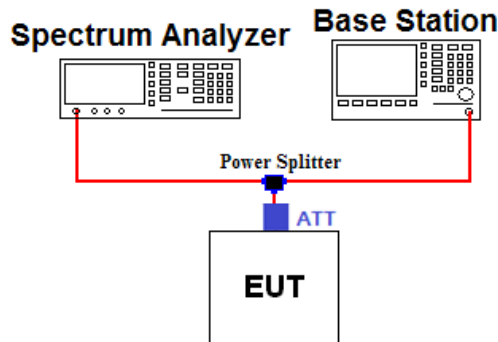 Spectrum Analyzer
Base Station
Power Splitter
ATT
EUT